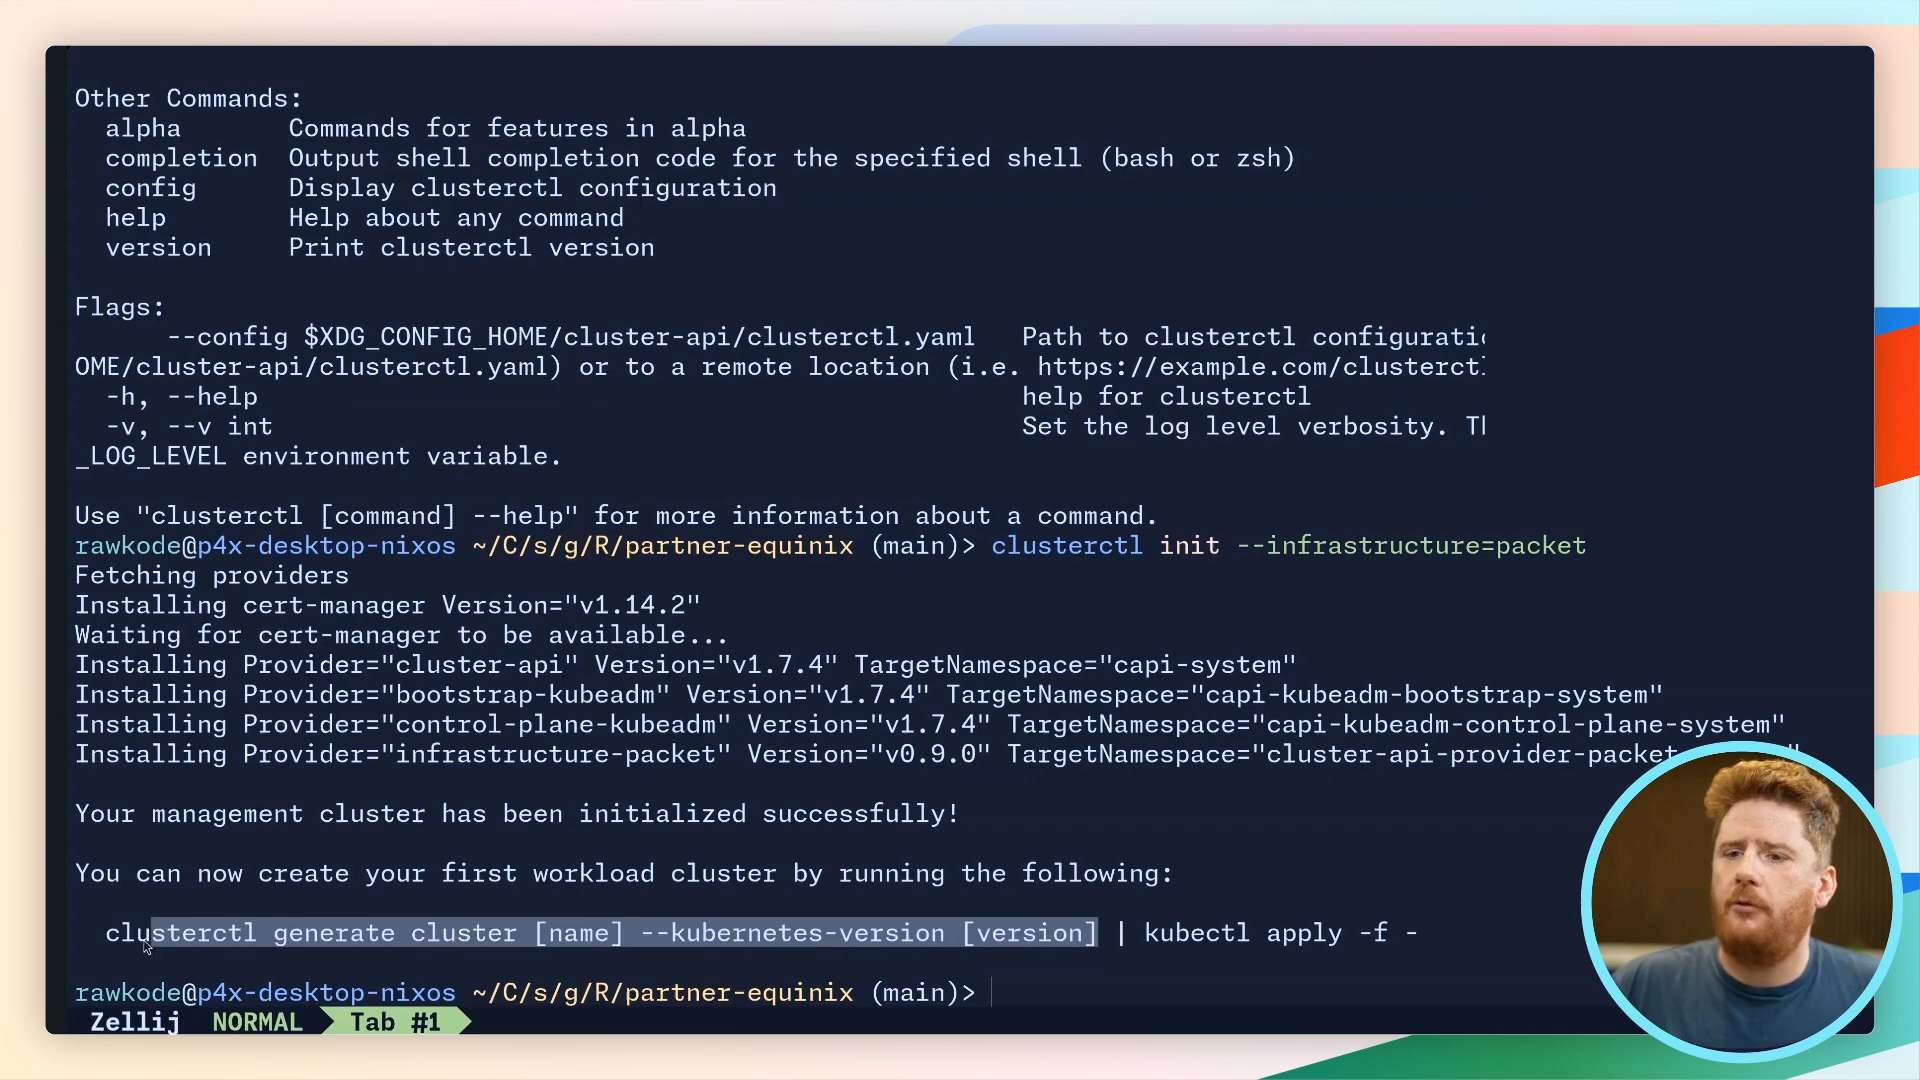 Other Commands:
alpha Commands for features in alpha
completion Output shell completion code for the specified shell (bash or zsh)
config Display clusterctl configuration
help Help about any command
version Print clusterctl version
Flags:
--config $XDG_CONFIG_HOME/cluster-api/clusterctl.yaml Path to clusterctl
OME/cluster-api/clusterctl.yaml) or to a remote location (i.e. https://example.com/clusterct
-h, --help help for clusterctl
-v, --v int Set the log level verbosity.
_LOG_LEVEL environment variable.
Use "clusterctl [command] --help" for more information about a command.
rawkode@p4x-desktop-nixos ~/C/s/g/R/partner-equinix (main)> clusterctl init --infrastructure=packet
Fetching providers
Installing cert-manager Version="v1.14.2"
Waiting for cert-manager to be available...
Installing Provider="cluster-api" Version="v1.7.4" TargetNamespace="capi-system"
Installing Provider="bootstrap-kubeadm" Version="v1.7.4" TargetNamespace="capi-kubeadm-bootstrap-system"
Installing Provider="control-plane-kubeadm" Version="v1.7.4" TargetNamespace="capi-kubeadm-control-plane-system"
Installing Provider="infrastructure-packet" Version="v0.9.0" TargetNamespace="cluster-api-provider-packet
Your management cluster has been initialized successfully!
You can now create your first workload cluster by running the following:
clusterctl generate cluster [name] --kubernetes-version [version] | kubectl apply -f -
rawkode@p4x-desktop-nixos ~/C/s/g/R/partner-equinix (main)>
Zellij NORMAL Tab #1